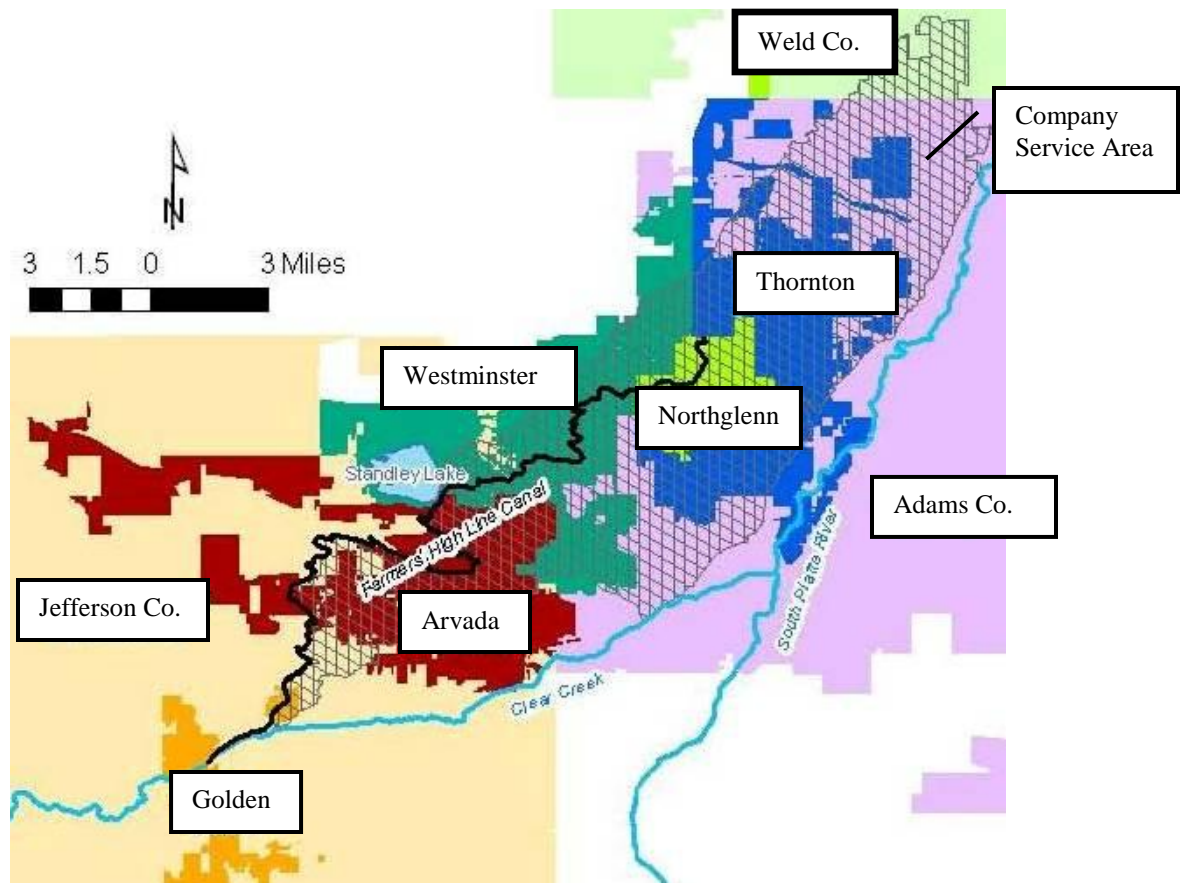 Weld Co.
Company
Service Area
N
3 1.5 0 3 Miles
Thornton
Westminster
Northglenn
Standley Lake
Farmers' High Line Canal
Adams Co.
South Platte River
Jefferson Co.
Arvada
Clear Creek
Golden